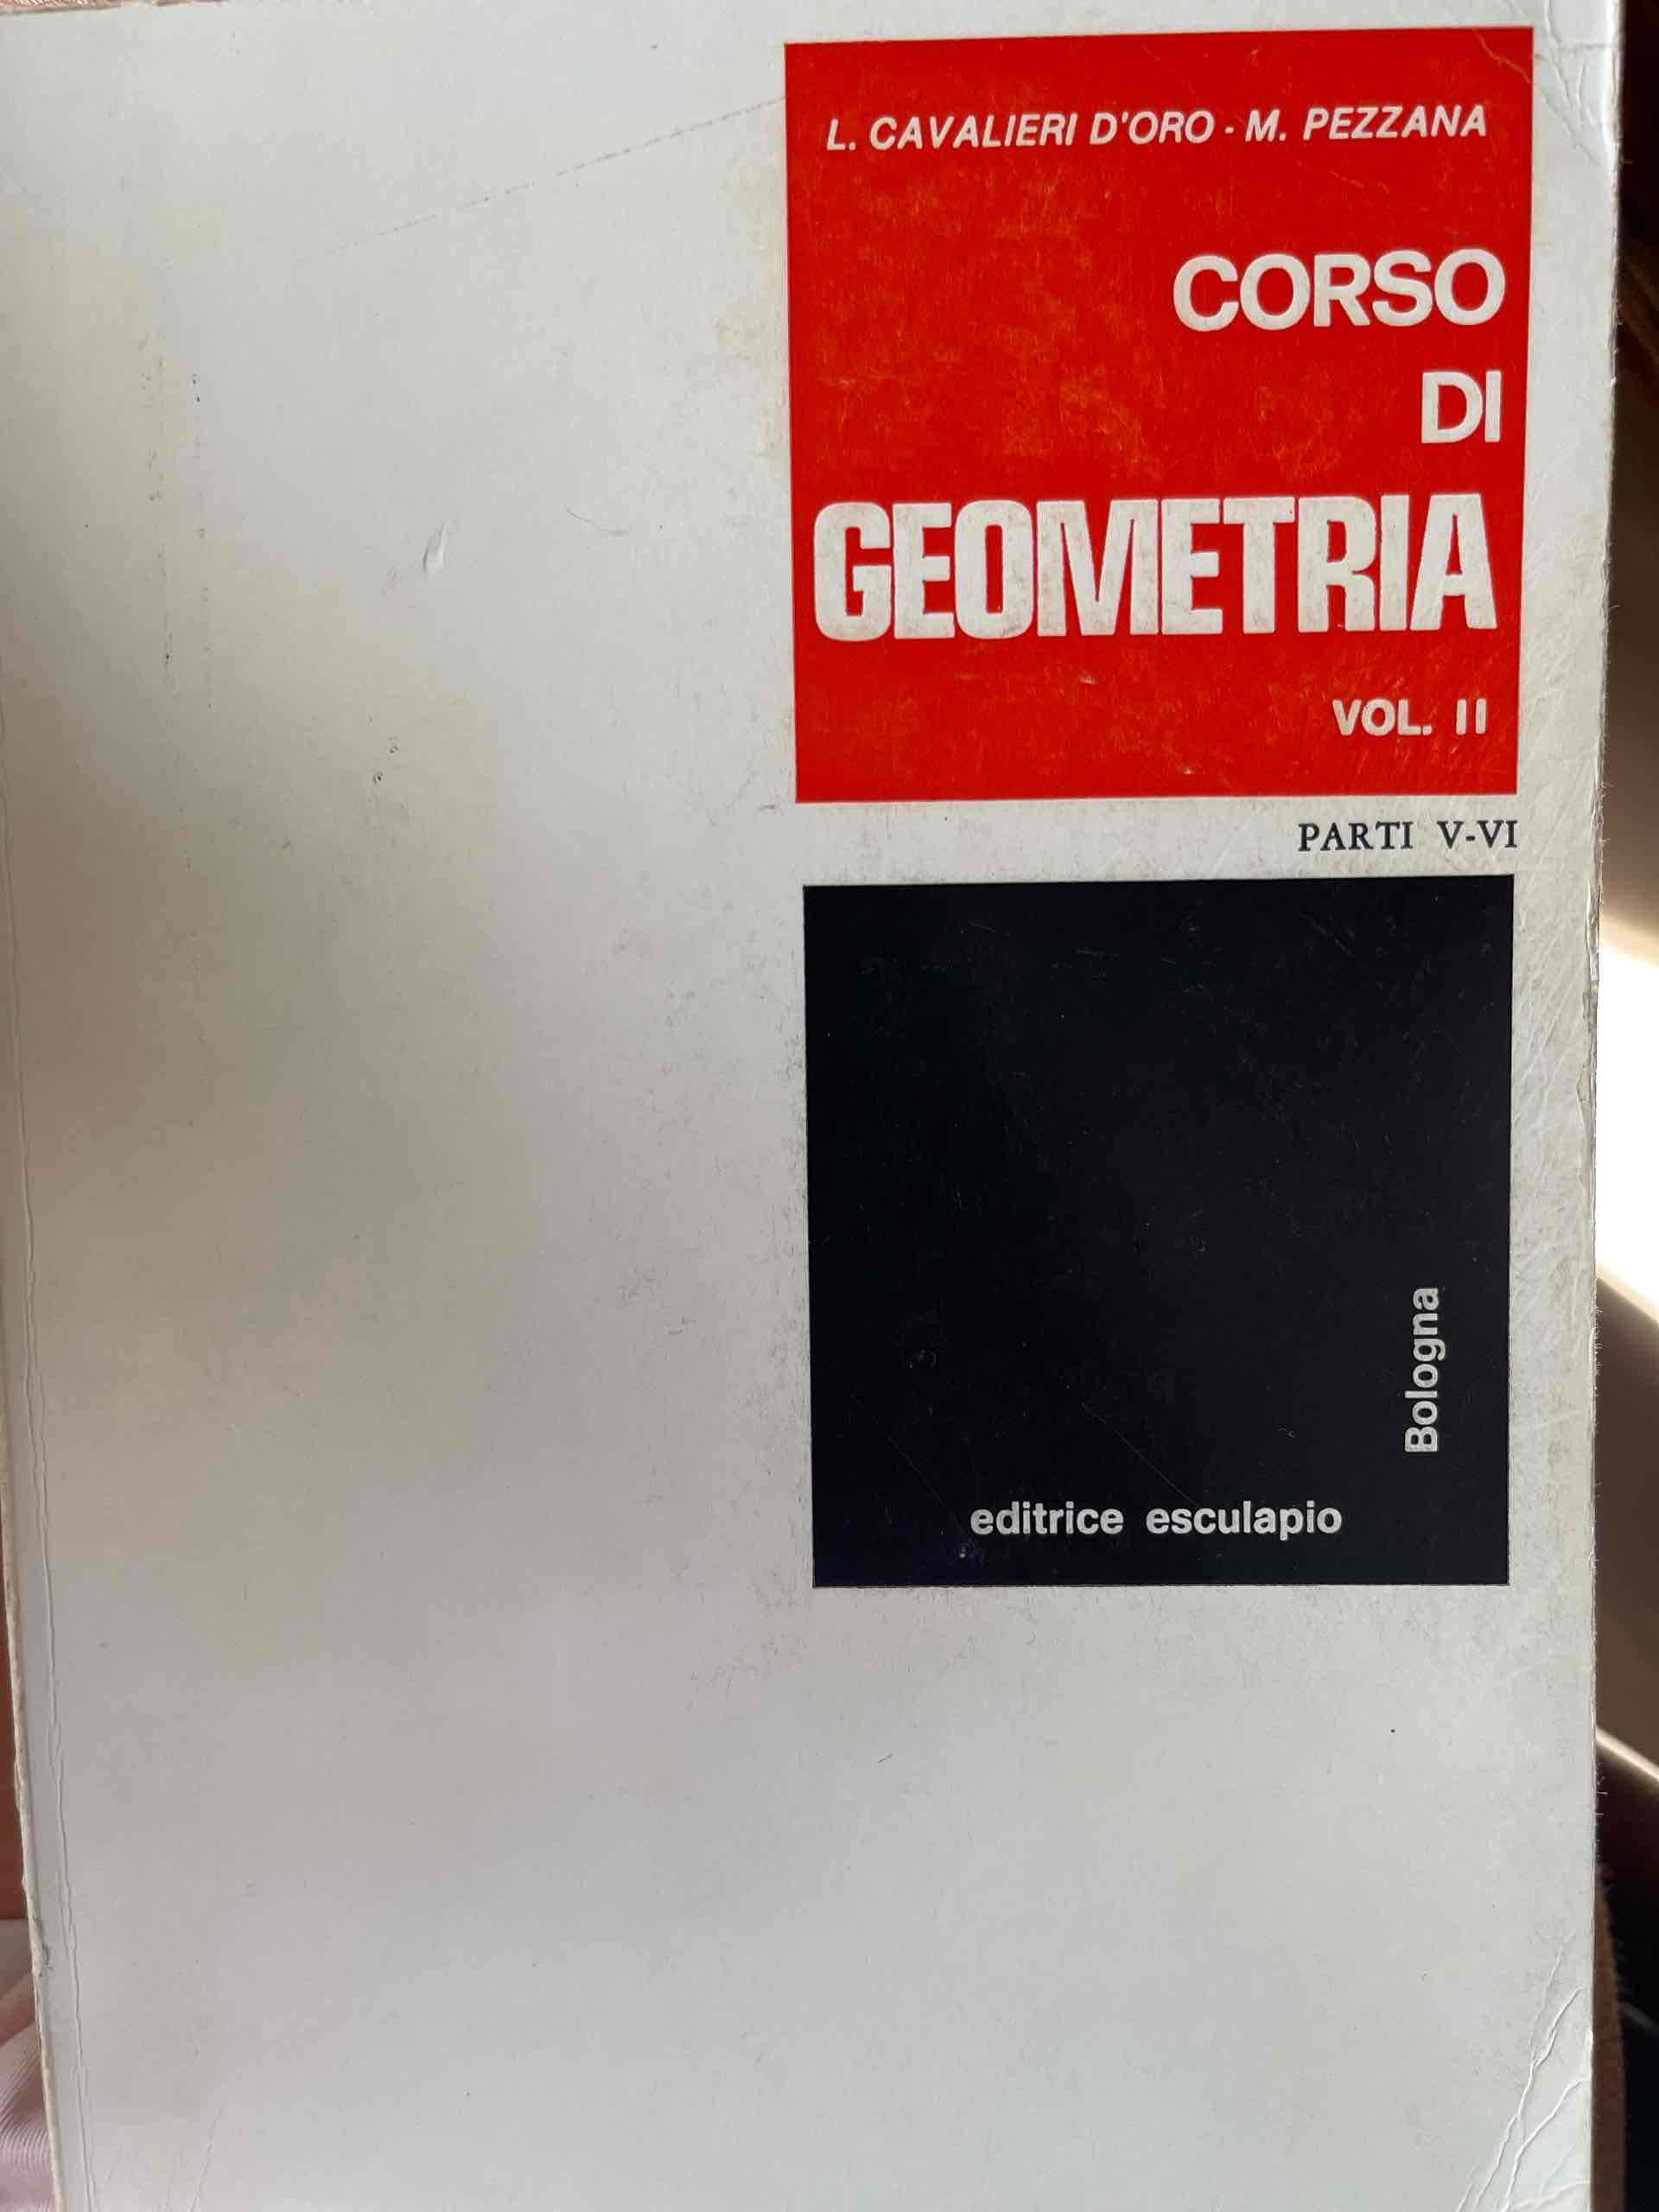 L. CAVALIERI D'ORO - M. PEZZANA
CORSO
DI
GEOMETRIA
VOL. II
PARTI V-VI
Bologna
editrice esculapio